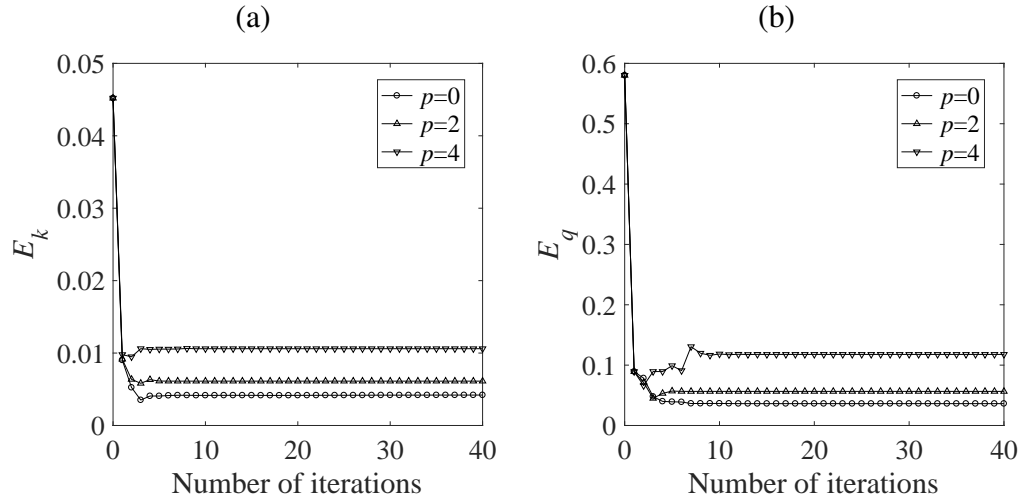 (a)
0.05
0.04
0.03
0.02
0.01
0
E_k
0 10 20 30 40
Number of iterations
p=0
p=2
p=4
(b)
0.6
0.5
0.4
0.3
0.2
0.1
0
E_q
0 10 20 30 40
Number of iterations
p=0
p=2
p=4